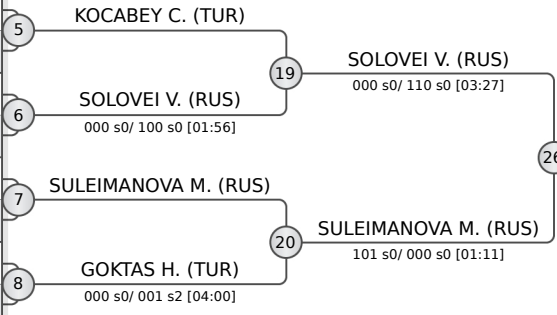 KOCABEY C. (TUR)
5
19
SOLOVEI V. (RUS)
000 s0/ 110 s0 [03:27]
SOLOVEI V. (RUS)
6
000 s0/ 100 s0 [01:56]
26
SULEIMANOVA M. (RUS)
7
20
SULEIMANOVA M. (RUS)
101 s0/ 000 s0 [01:11]
GOKTAS H. (TUR)
8
000 s0/ 001 s2 [04:00]